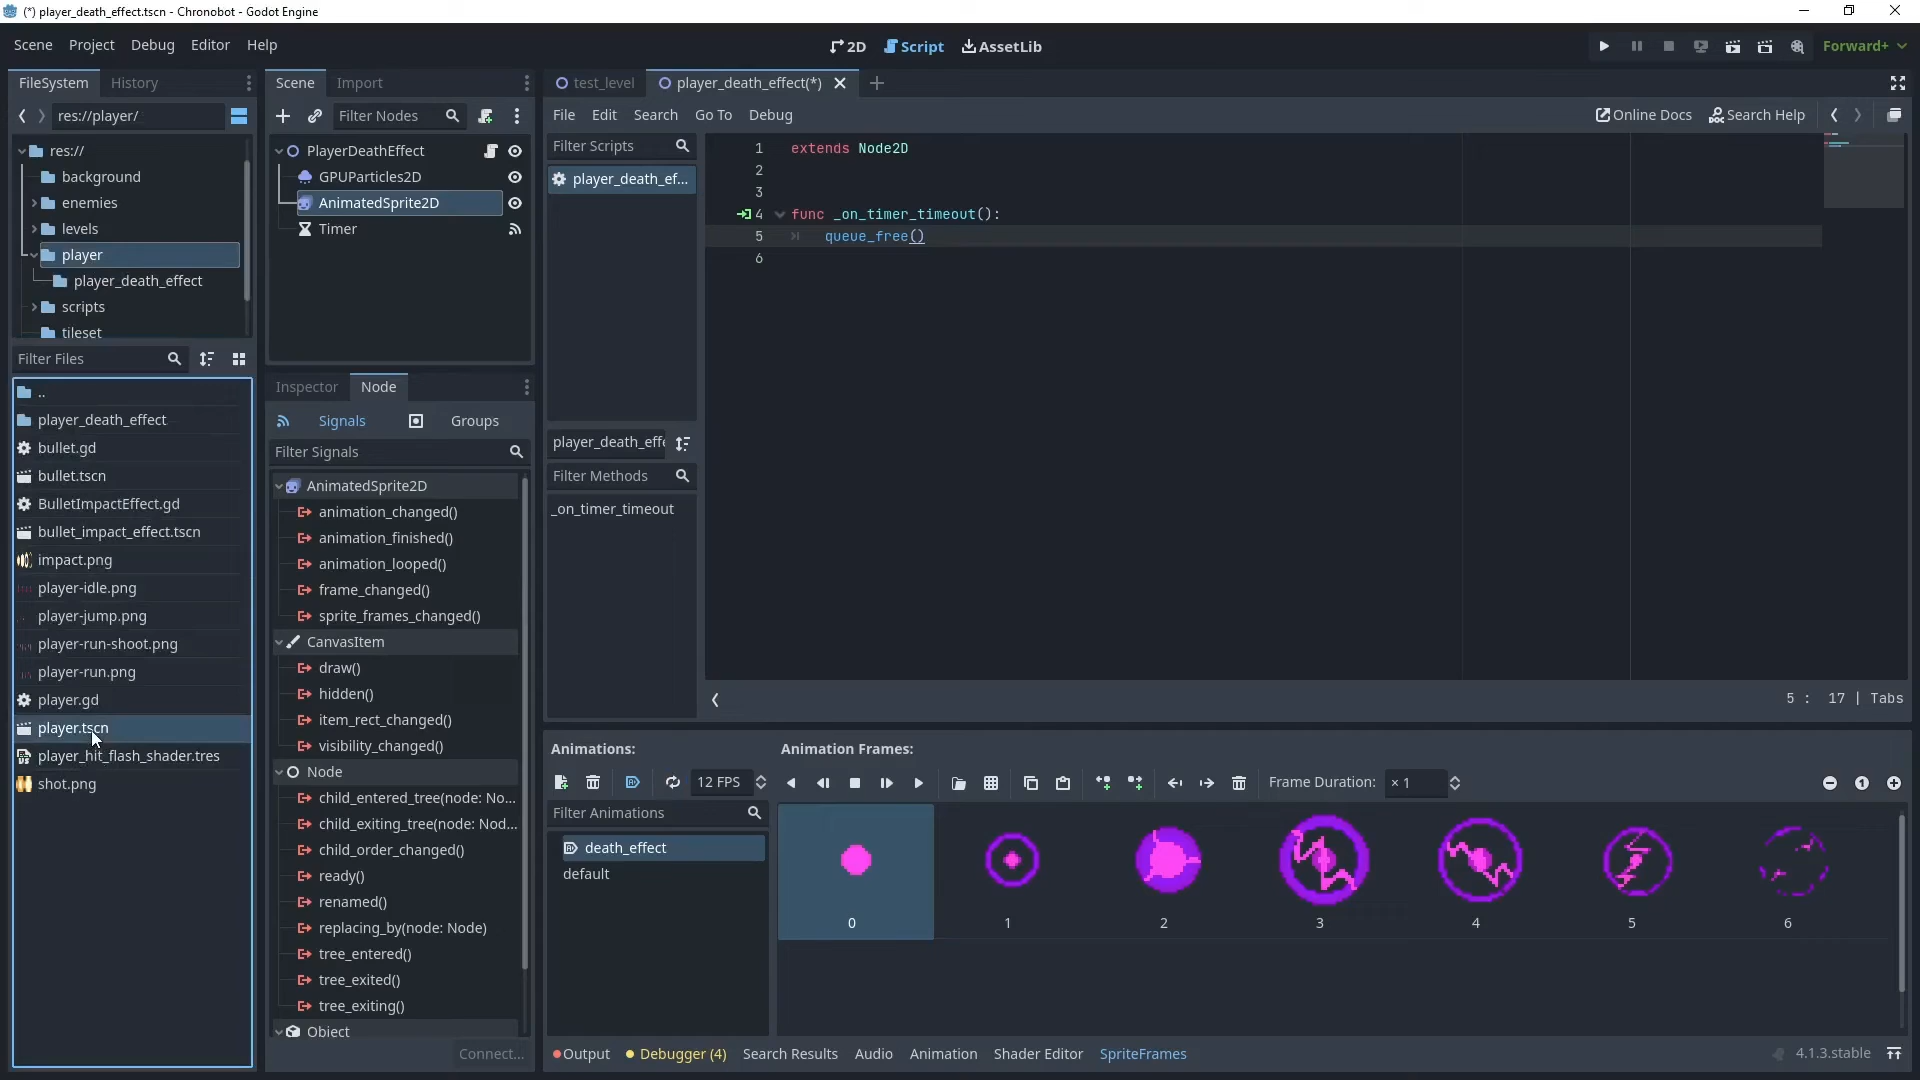 (*) player_death_effect.tscn - Chronobot - Godot Engine
Scene Project Debug Editor Help
2D Script AssetLib
Forward+
FileSystem History
res://player/
res://
background
enemies
levels
player
player_death_effect
scripts
tileset
Filter Files
..
player_death_effect
bullet.gd
bullet.tscn
BulletImpactEffect.gd
bullet_impact_effect.tscn
impact.png
player-idle.png
player-jump.png
player-run-shoot.png
player-run.png
player.gd
player.tscn
player_hit_flash_shader.tres
shot.png
Scene Import
Filter Nodes
PlayerDeathEffect
GPUParticles2D
AnimatedSprite2D
Timer
Inspector Node
Signals Groups
Filter Signals
AnimatedSprite2D
animation_changed()
animation_finished()
animation_looped()
frame_changed()
sprite_frames_changed()
CanvasItem
draw()
hidden()
item_rect_changed()
visibility_changed()
Node
child_entered_tree(node: No...
child_exiting_tree(node: Nod...
child_order_changed()
ready()
renamed()
replacing_by(node: Node)
tree_entered()
tree_exited()
tree_exiting()
Object
Connect...
test_level player_death_effect(*)
File Edit Search Go To Debug
Online Docs Search Help
Filter Scripts
player_death_ef...
player_death_effe
Filter Methods
_on_timer_timeout
1 extends Node2D
2
3
4 func _on_timer_timeout():
5 queue_free()
6
5 : 17 | Tabs
Animations:
12 FPS
Filter Animations
death_effect
default
Animation Frames:
Frame Duration: × 1
0 1 2 3 4 5 6
Output Debugger (4) Search Results Audio Animation Shader Editor SpriteFrames
4.1.3.stable